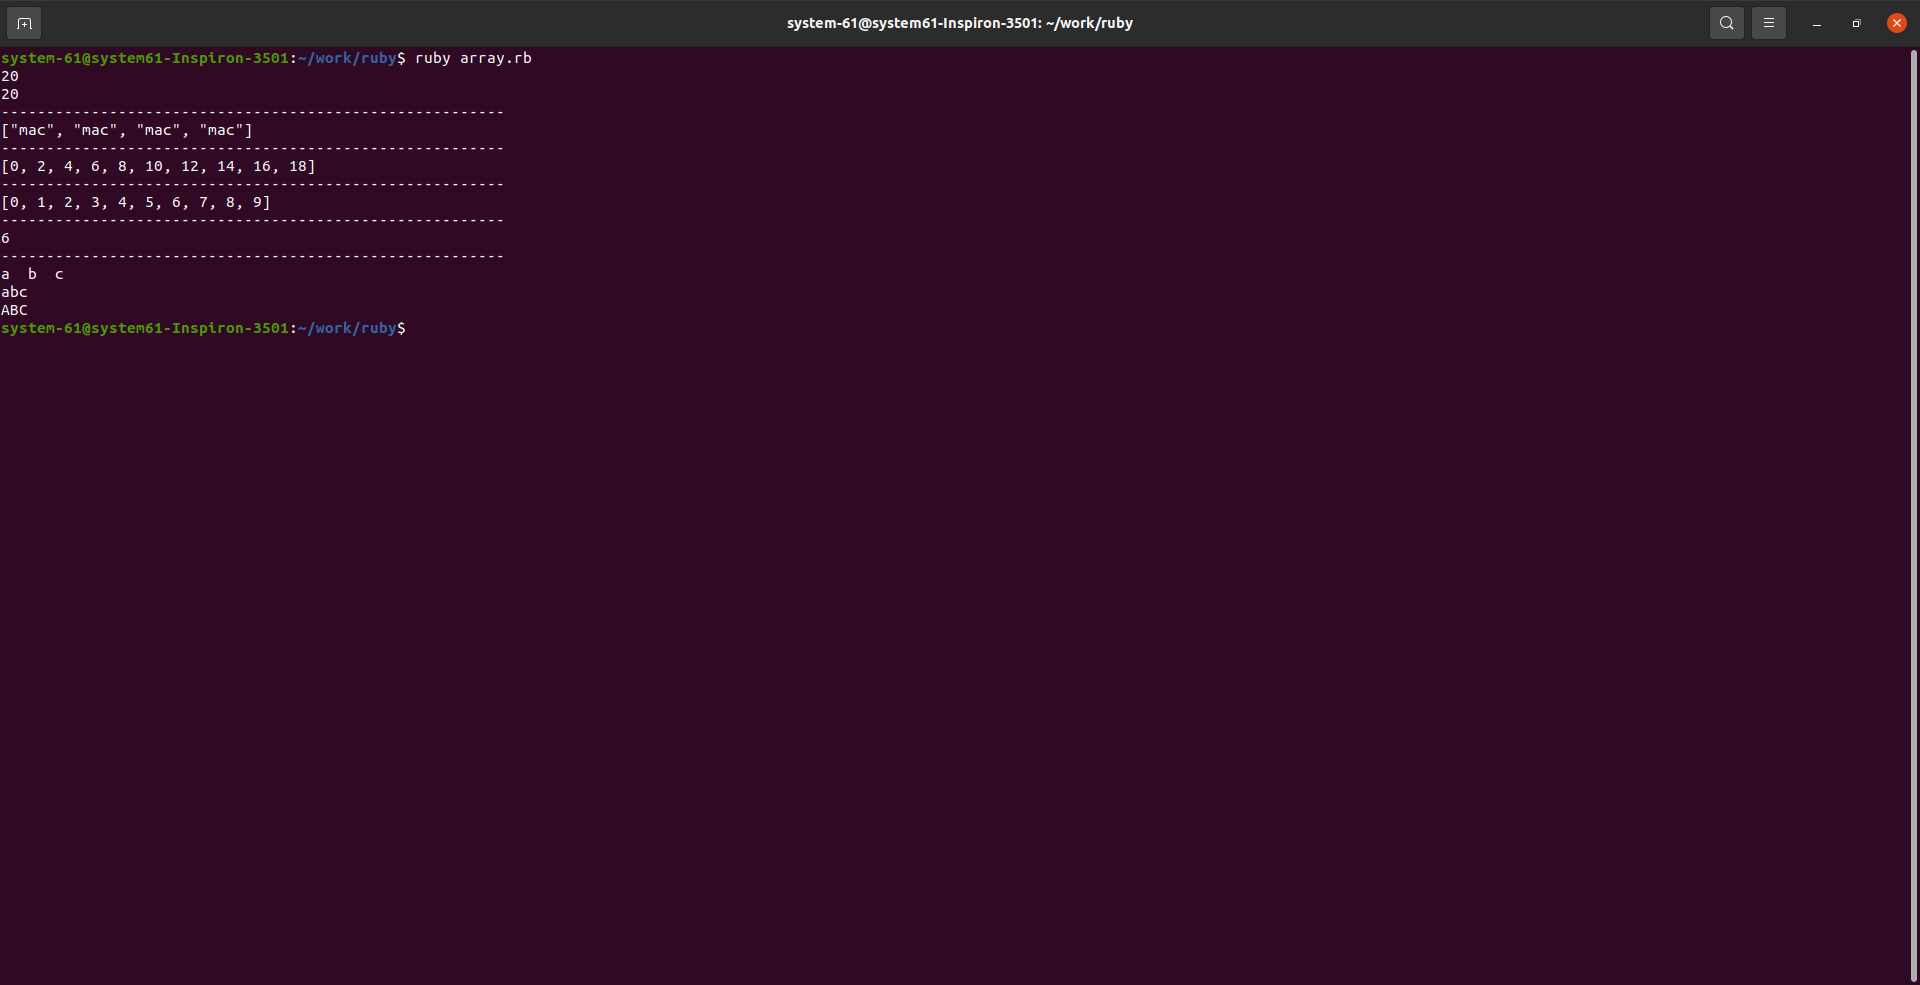 system-61@system61-Inspiron-3501: ~/work/ruby
system-61@system61-Inspiron-3501:~/work/ruby$ ruby array.rb
20
20
--------------------------------------------------------
["mac", "mac", "mac", "mac"]
--------------------------------------------------------
[0, 2, 4, 6, 8, 10, 12, 14, 16, 18]
--------------------------------------------------------
[0, 1, 2, 3, 4, 5, 6, 7, 8, 9]
--------------------------------------------------------
6
--------------------------------------------------------
a  b  c
abc
ABC
system-61@system61-Inspiron-3501:~/work/ruby$